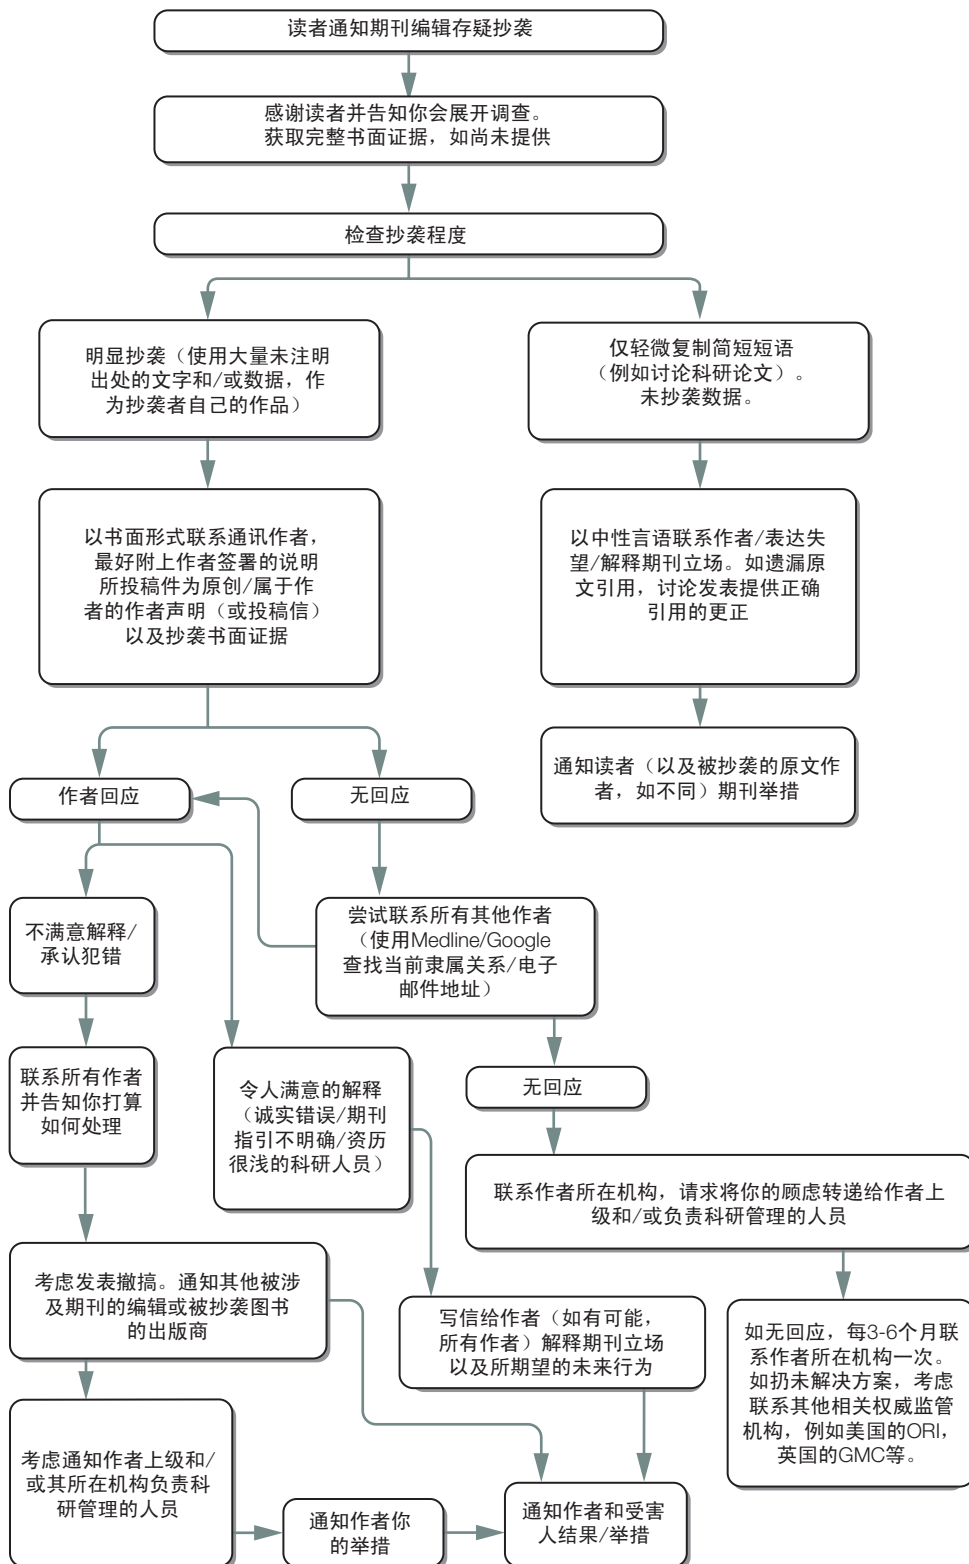 读者通知期刊编辑存疑抄袭
感谢读者并告知你会展开调查。
获取完整书面证据，如尚未提供
检查抄袭程度
明显抄袭（使用大量未注明
出处的文字和/或数据，作
为抄袭者自己的作品）
仅轻微复制简短短语
（例如讨论科研论文）。
未抄袭数据。
以书面形式联系通讯作者，
最好附上作者签署的说明
所投稿件为原创/属于作
者的作者声明（或投稿信）
以及抄袭书面证据
以中性言语联系作者/表达失
望/解释期刊立场。如遗漏原
文引用，讨论发表提供正确
引用的更正
通知读者（以及被抄袭的原文作
者，如不同）期刊举措
作者回应
无回应
不满意解释/
承认犯错
尝试联系所有其他作者
（使用Medline/Google
查找当前隶属关系/电子
邮件地址）
联系所有作者
并告知你打算
如何处理
令人满意的解释
（诚实错误/期刊
指引不明确/资历
很浅的科研人员）
无回应
联系作者所在机构，请求将你的顾虑转递给作者上
级和/或负责科研管理的人员
考虑发表撤搞。通知其他被涉
及期刊的编辑或被抄袭图书
的出版商
写信给作者（如有可能，
所有作者）解释期刊立场
以及所期望的未来行为
如无回应，每3-6个月联
系作者所在机构一次。
如扔未解决方案，考虑
联系其他相关权威监管
机构，例如美国的ORI，
英国的GMC等。
考虑通知作者上级和/
或其所在机构负责科
研管理的人员
通知作者你
的举措
通知作者和受害
人结果/举措